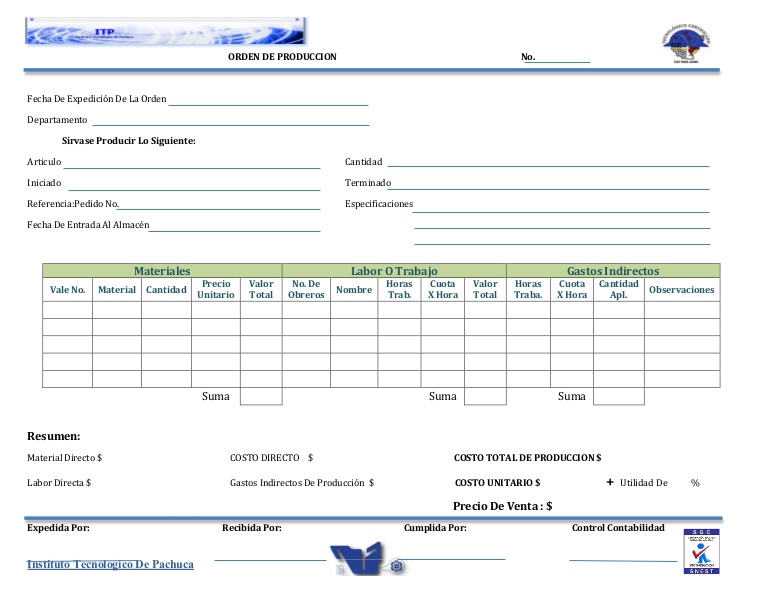 ITP
ORDEN DE PRODUCCION No.
Fecha De Expedición De La Orden
Departamento
Sirvase Producir Lo Siguiente:
Articulo Cantidad
Iniciado Terminado
Referencia:Pedido No. Especificaciones
Fecha De Entrada Al Almacén
Materiales Labor O Trabajo Gastos Indirectos
Vale No. Material Cantidad Precio Unitario Valor Total No. De Obreros Nombre Horas Trab. Cuota X Hora Valor Total Horas Traba. Cuota X Hora Cantidad Apl. Observaciones
Suma Suma Suma
Resumen:
Material Directo $ COSTO DIRECTO $ COSTO TOTAL DE PRODUCCION $
Labor Directa $ Gastos Indirectos De Producción $ COSTO UNITARIO $ + Utilidad De %
Precio De Venta : $
Expedida Por: Recibida Por: Cumplida Por: Control Contabilidad
SGC
Instituto Tecnologico De Pachuca
SNEST